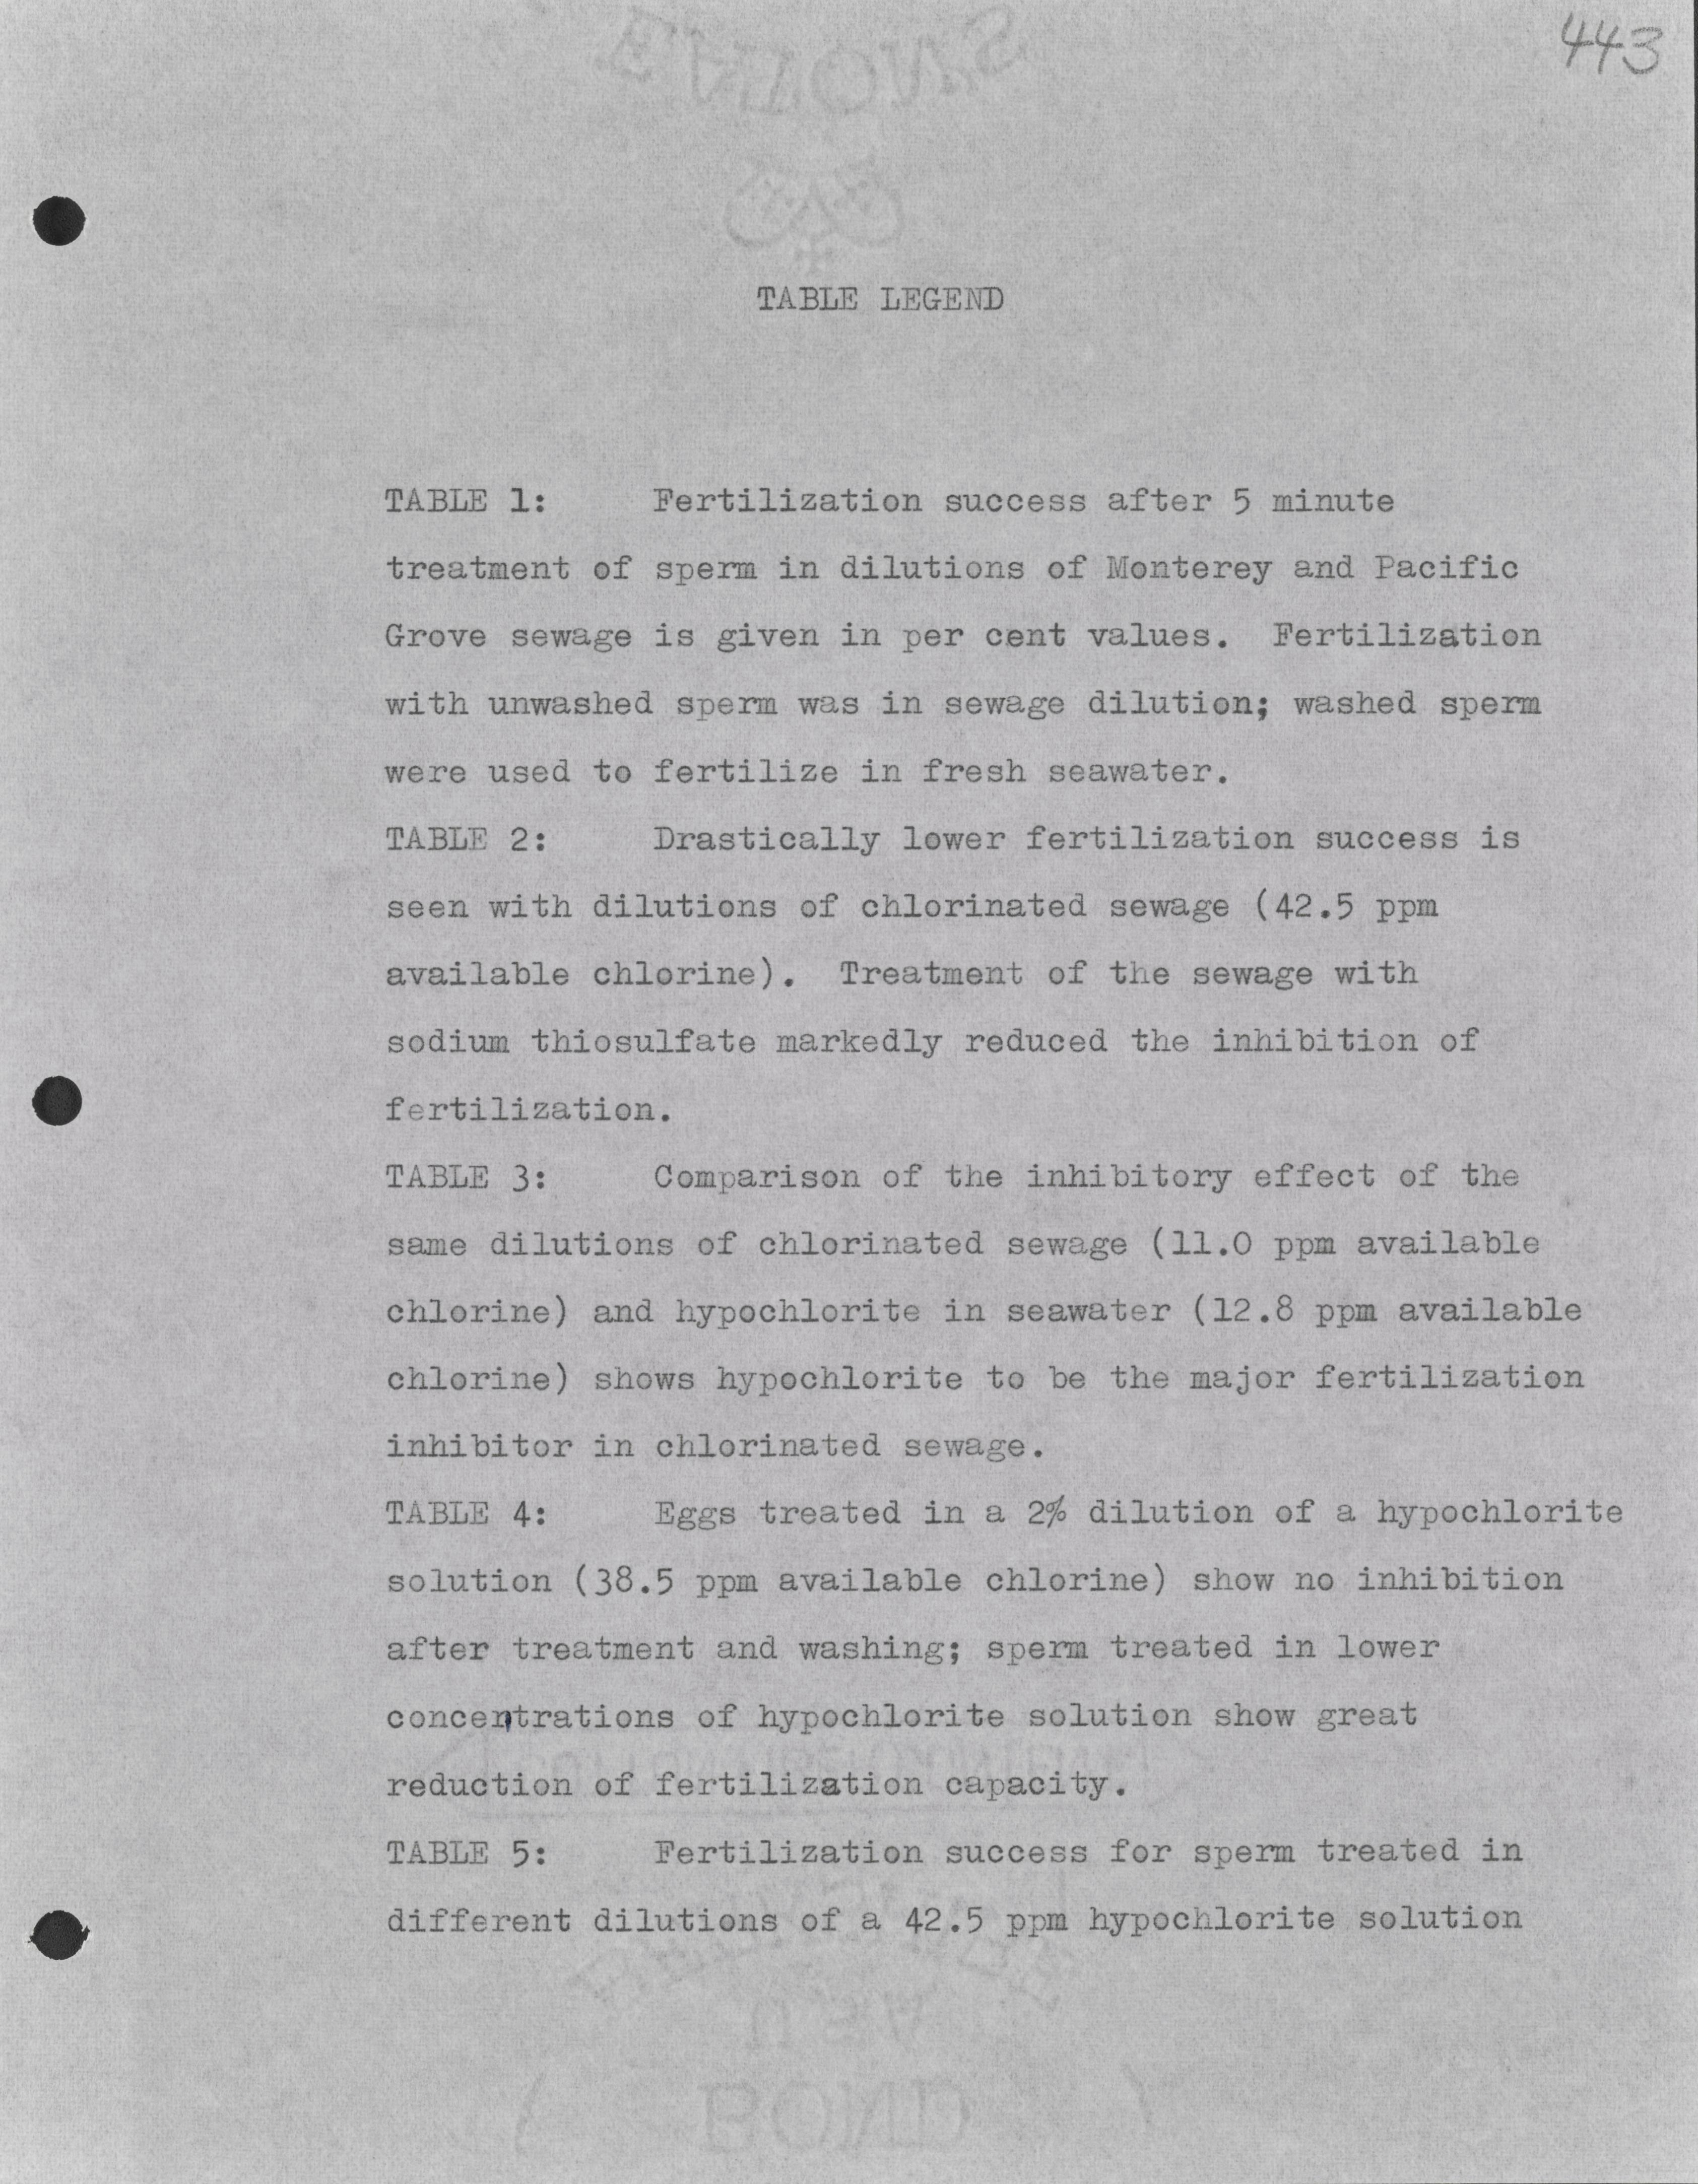 443
TABLE LEGEND
TABLE 1: Fertilization success after 5 minute
treatment of sperm in dilutions of Monterey and Pacific
Grove sewage is given in per cent values. Fertilization
with unwashed sperm was in sewage dilution; washed sperm
were used to fertilize in fresh seawater.
TABLE 2: Drastically lower fertilization success is
seen with dilutions of chlorinated sewage (42.5 ppm
available chlorine). Treatment of the sewage with
sodium thiosulfate markedly reduced the inhibition of
fertilization.
TABLE 3: Comparison of the inhibitory effect of the
same dilutions of chlorinated sewage (11.0 ppm available
chlorine) and hypochlorite in seawater (12.8 ppm available
chlorine) shows hypochlorite to be the major fertilization
inhibitor in chlorinated sewage.
TABLE 4: Eggs treated in a 2% dilution of a hypochlorite
solution (38.5 ppm available chlorine) show no inhibition
after treatment and washing; sperm treated in lower
concentrations of hypochlorite solution show great
reduction of fertilization capacity.
TABLE 5: Fertilization success for sperm treated in
different dilutions of a 42.5 ppm hypochlorite solution
BOND